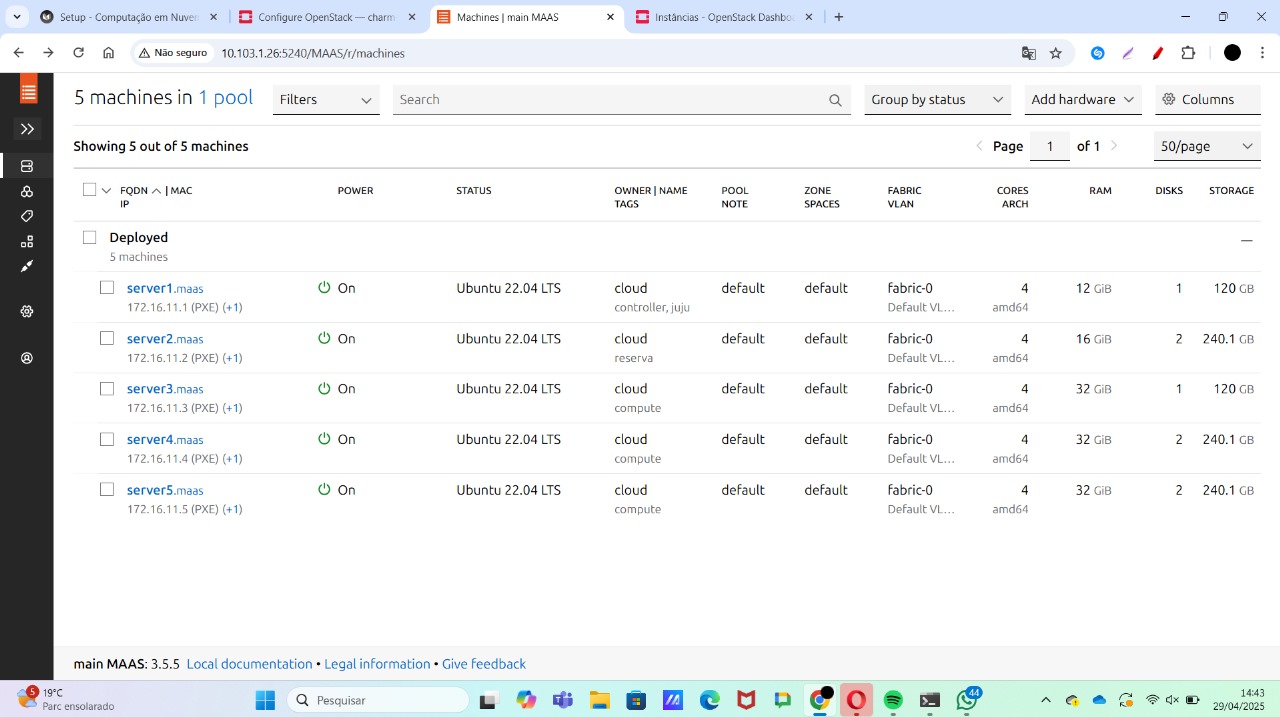 Setup - Computação em Nuvem
Configure OpenStack — charm
Machines | main MAAS
Instâncias - OpenStack Dashbo
Não seguro
10.103.1.26:5240/MAAS/r/machines
5 machines in 1 pool
Filters
Search
Group by status
Add hardware
Columns
Showing 5 out of 5 machines
Page 1 of 1
50/page
FQDN | MAC
IP
POWER
STATUS
OWNER | NAME
TAGS
POOL
NOTE
ZONE
SPACES
FABRIC
VLAN
CORES
ARCH
RAM
DISKS
STORAGE
Deployed
5 machines
server1.maas On Ubuntu 22.04 LTS cloud default default fabric-0 4 12 GiB 1 120 GB
172.16.11.1 (PXE) (+1) controller, juju Default VL... amd64
server2.maas On Ubuntu 22.04 LTS cloud default default fabric-0 4 16 GiB 2 240.1 GB
172.16.11.2 (PXE) (+1) reserva Default VL... amd64
server3.maas On Ubuntu 22.04 LTS cloud default default fabric-0 4 32 GiB 1 120 GB
172.16.11.3 (PXE) (+1) compute Default VL... amd64
server4.maas On Ubuntu 22.04 LTS cloud default default fabric-0 4 32 GiB 2 240.1 GB
172.16.11.4 (PXE) (+1) compute Default VL... amd64
server5.maas On Ubuntu 22.04 LTS cloud default default fabric-0 4 32 GiB 2 240.1 GB
172.16.11.5 (PXE) (+1) compute Default VL... amd64
main MAAS: 3.5.5 Local documentation • Legal information • Give feedback
5
19°C
Parc ensolarado
Pesquisar
44
14:43
29/04/2025